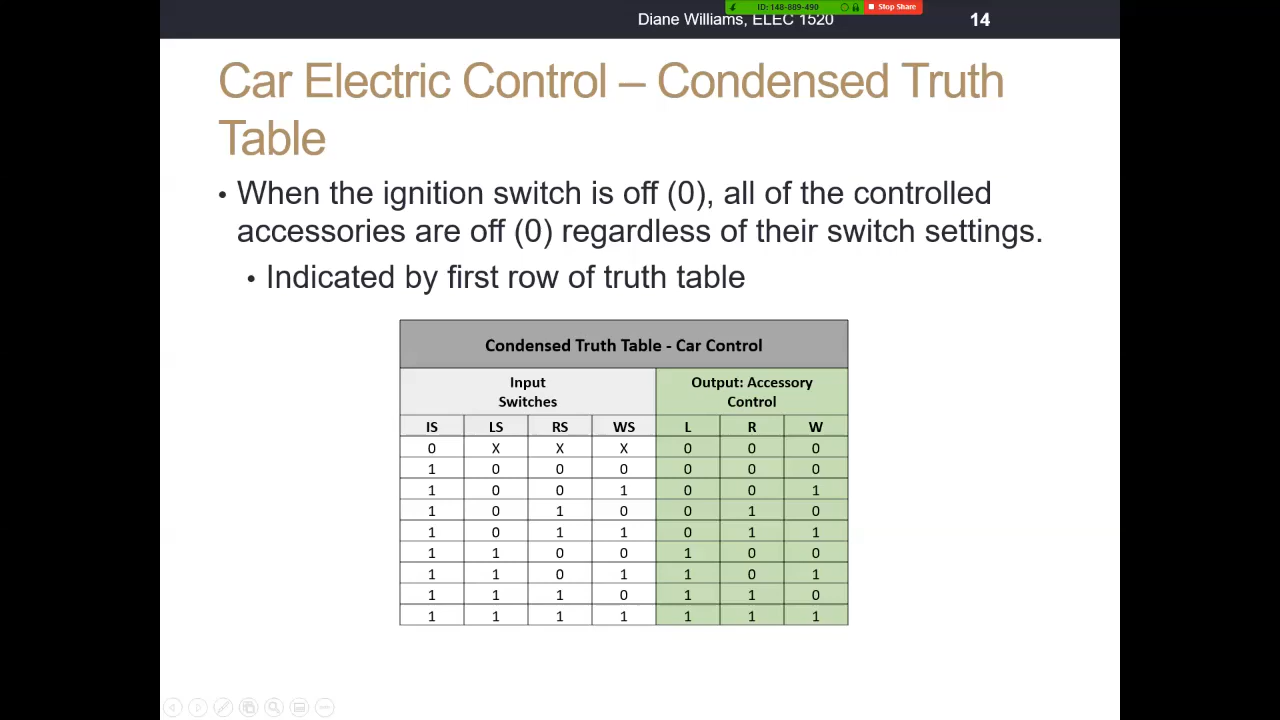 Diane Williams, ELEC 1520
ID: 148-889-490
Stop Share
14
Car Electric Control – Condensed Truth
Table
• When the ignition switch is off (0), all of the controlled
accessories are off (0) regardless of their switch settings.
• Indicated by first row of truth table
Condensed Truth Table - Car Control
Input
Switches
Output: Accessory
Control
IS LS RS WS L R W
0 X X X 0 0 0
1 0 0 0 0 0 0
1 0 0 1 0 0 1
1 0 1 0 0 1 0
1 0 1 1 0 1 1
1 1 0 0 1 0 0
1 1 0 1 1 0 1
1 1 1 0 1 1 0
1 1 1 1 1 1 1